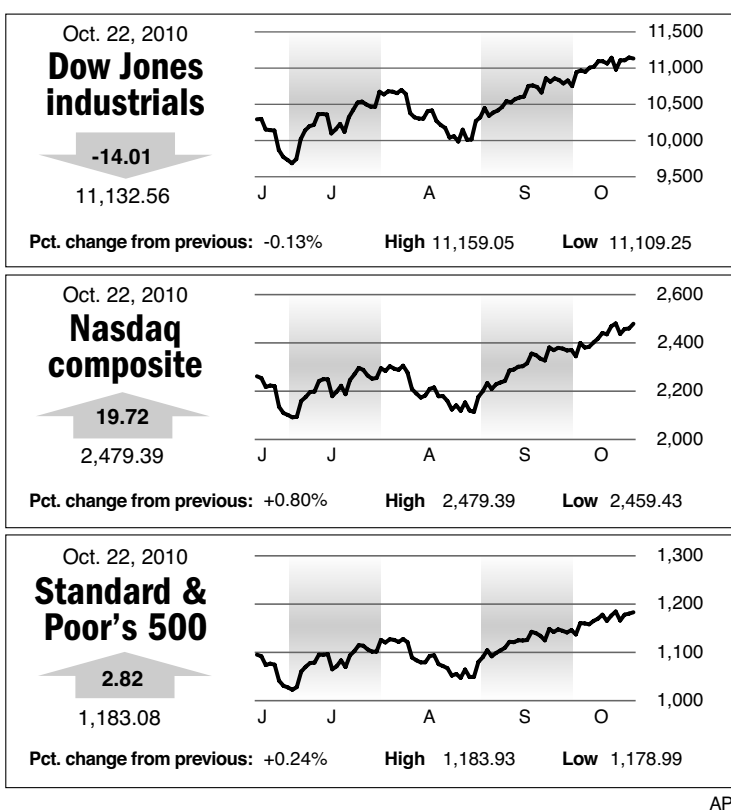 Oct. 22, 2010
Dow Jones
industrials
-14.01
11,132.56
11,500
11,000
10,500
10,000
9,500
J J A S O
Pct. change from previous: -0.13% High 11,159.05 Low 11,109.25
Oct. 22, 2010
Nasdaq
composite
19.72
2,479.39
2,600
2,400
2,200
2,000
J J A S O
Pct. change from previous: +0.80% High 2,479.39 Low 2,459.43
Oct. 22, 2010
Standard &
Poor's 500
2.82
1,183.08
1,300
1,200
1,100
1,000
J J A S O
Pct. change from previous: +0.24% High 1,183.93 Low 1,178.99
AP